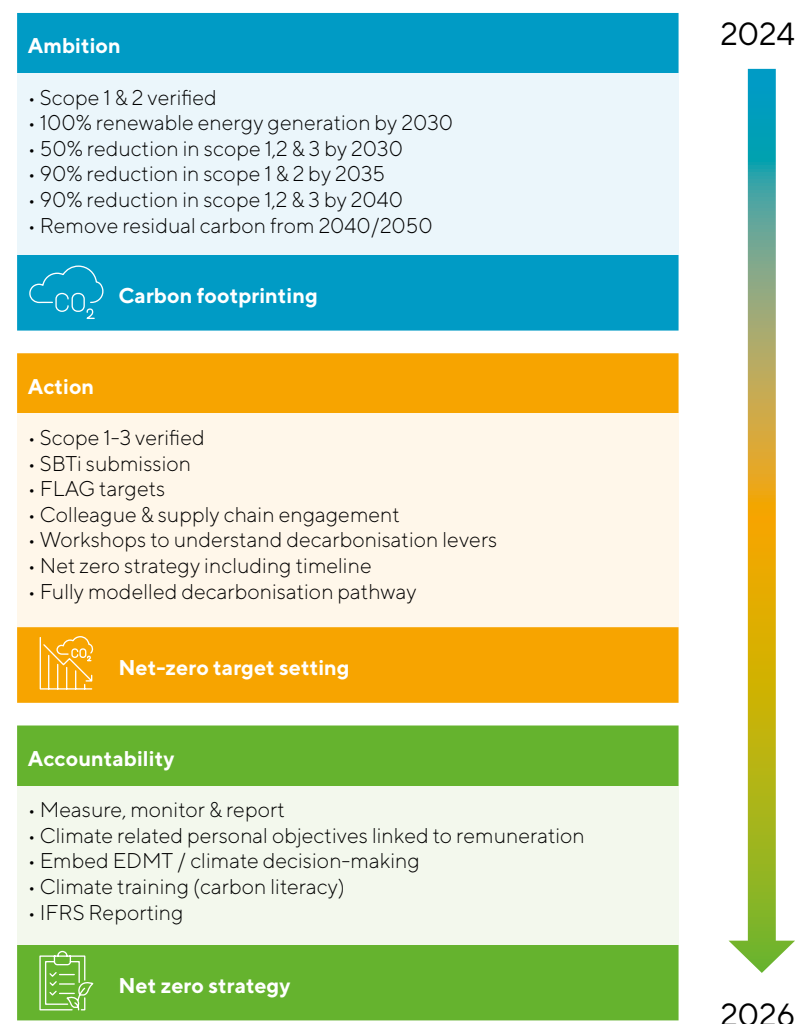 Ambition
2024
• Scope 1 & 2 verified
• 100% renewable energy generation by 2030
• 50% reduction in scope 1,2 & 3 by 2030
• 90% reduction in scope 1 & 2 by 2035
• 90% reduction in scope 1,2 & 3 by 2040
• Remove residual carbon from 2040/2050
CO2
Carbon footprinting
Action
• Scope 1-3 verified
• SBTi submission
• FLAG targets
• Colleague & supply chain engagement
• Workshops to understand decarbonisation levers
• Net zero strategy including timeline
• Fully modelled decarbonisation pathway
CO2
Net-zero target setting
Accountability
• Measure, monitor & report
• Climate related personal objectives linked to remuneration
• Embed EDMT / climate decision-making
• Climate training (carbon literacy)
• IFRS Reporting
Net zero strategy
2026